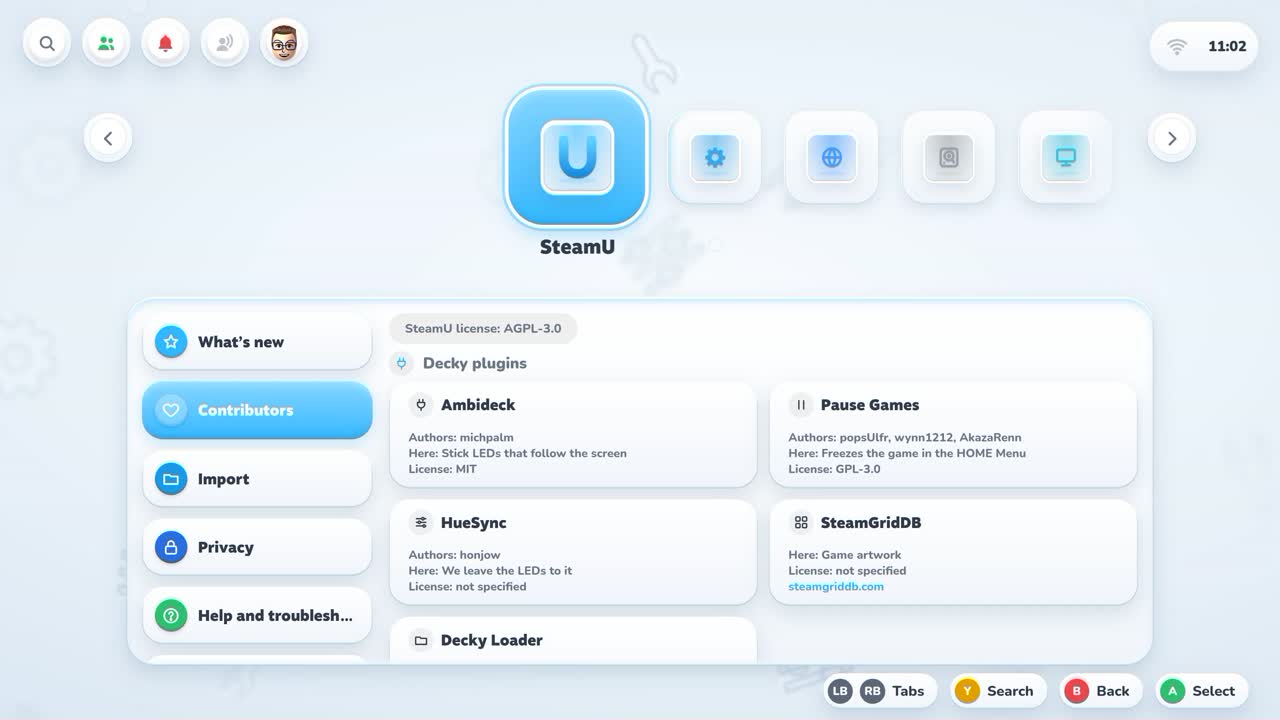 11:02
U
SteamU
What's new
Contributors
Import
Privacy
Help and troublesh...
SteamU license: AGPL-3.0
Decky plugins
Ambideck
Authors: michpalm
Here: Stick LEDs that follow the screen
License: MIT
Pause Games
Authors: popsUlfr, wynn1212, AkazaRenn
Here: Freezes the game in the HOME Menu
License: GPL-3.0
HueSync
Authors: honjow
Here: We leave the LEDs to it
License: not specified
SteamGridDB
Here: Game artwork
License: not specified
steamgriddb.com
Decky Loader
LB RB Tabs
Y Search
B Back
A Select